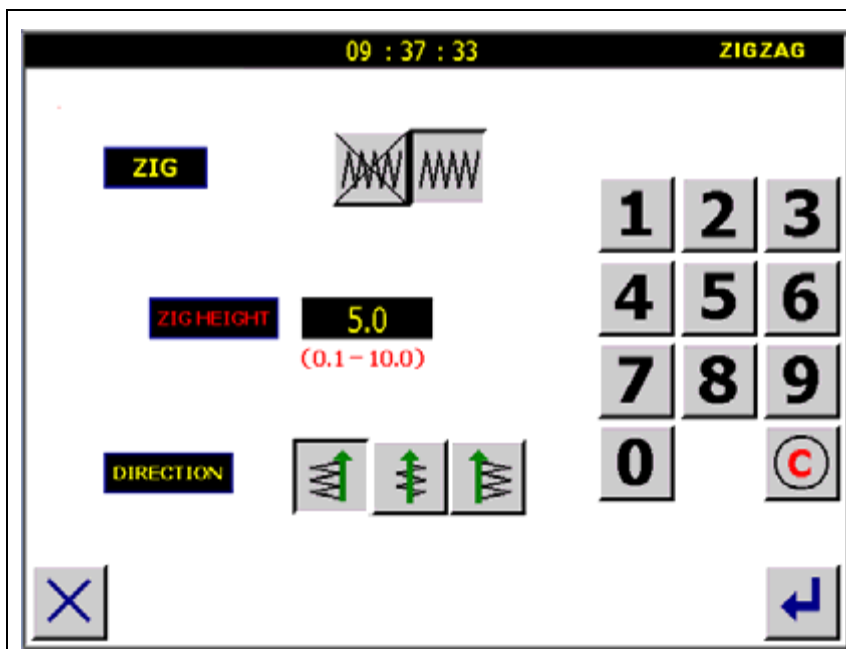 09 : 37 : 33 ZIGZAG
ZIG
1 2 3
ZIG HEIGHT 5.0
(0.1-10.0)
4 5 6
7 8 9
DIRECTION
0 C